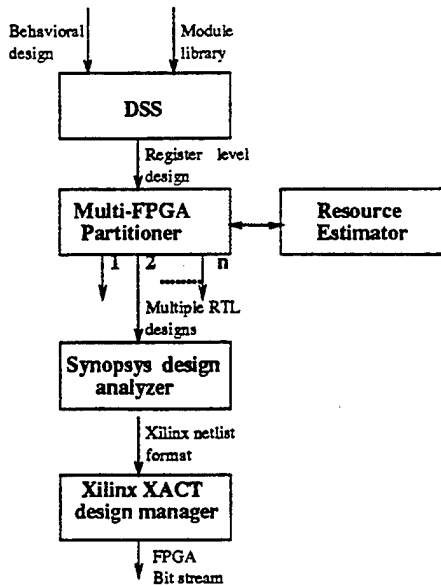 Behavioral
design
Module
library
DSS
Register level
design
Multi-FPGA
Partitioner
Resource
Estimator
1 2 n
Multiple RTL
designs
Synopsys design
analyzer
Xilinx netlist
format
Xilinx XACT
design manager
FPGA
Bit stream